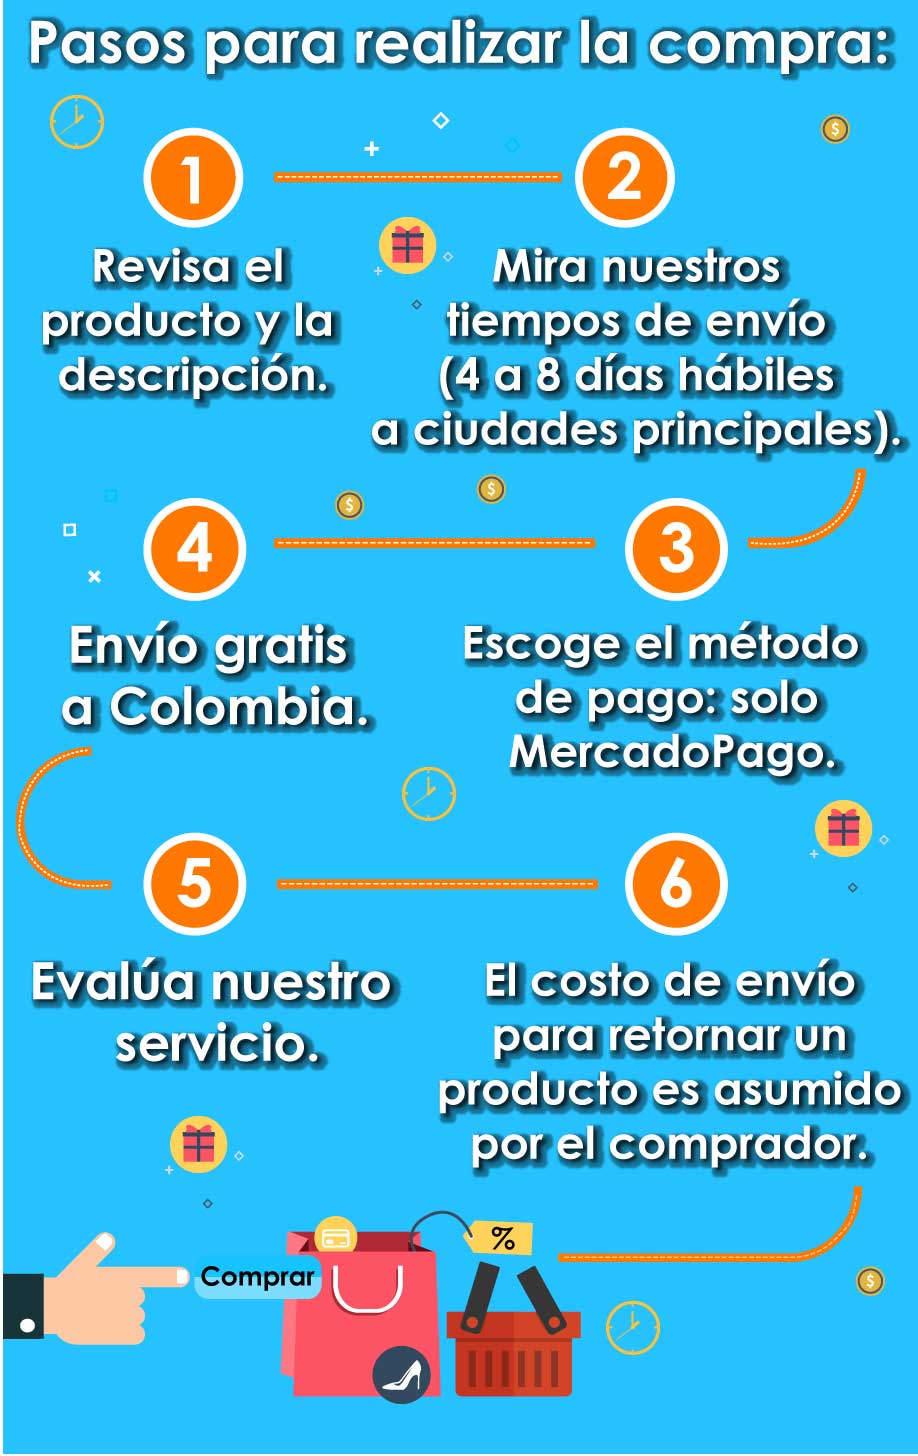 Pasos para realizar la compra:
1
Revisa el
producto y la
descripción.
2
Mira nuestros
tiempos de envío
(4 a 8 días hábiles
a ciudades principales).
3
Escoge el método
de pago: solo
MercadoPago.
4
Envío gratis
a Colombia.
5
Evalúa nuestro
servicio.
6
El costo de envío
para retornar un
producto es asumido
por el comprador.
Comprar
%